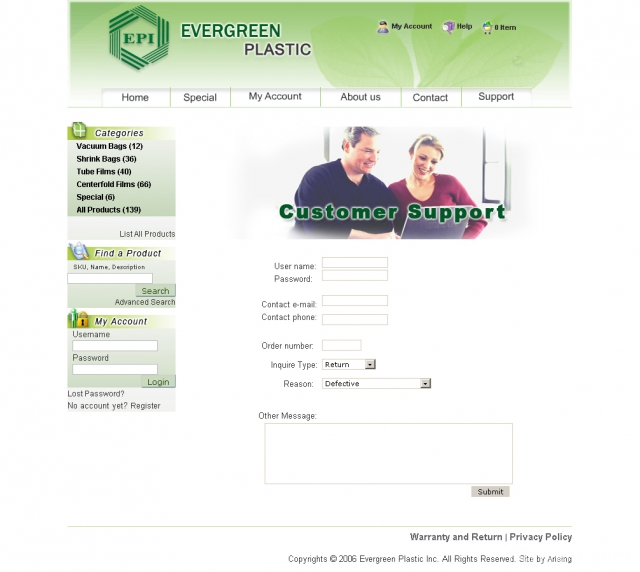 EPI
EVERGREEN
PLASTIC
My Account
Help
0 Item
Home
Special
My Account
About us
Contact
Support
Categories
Vacuum Bags (12)
Shrink Bags (36)
Tube Films (40)
Centerfold Films (66)
Special (6)
All Products (139)
List All Products
Find a Product
SKU, Name, Description
Search
Advanced Search
My Account
Username
Password
Login
Lost Password?
No account yet? Register
Customer Support
User name:
Password:
Contact e-mail:
Contact phone:
Order number:
Inquire Type: Return
Reason: Defective
Other Message:
Submit
Warranty and Return | Privacy Policy
Copyrights © 2006 Evergreen Plastic Inc. All Rights Reserved. Site by Arising